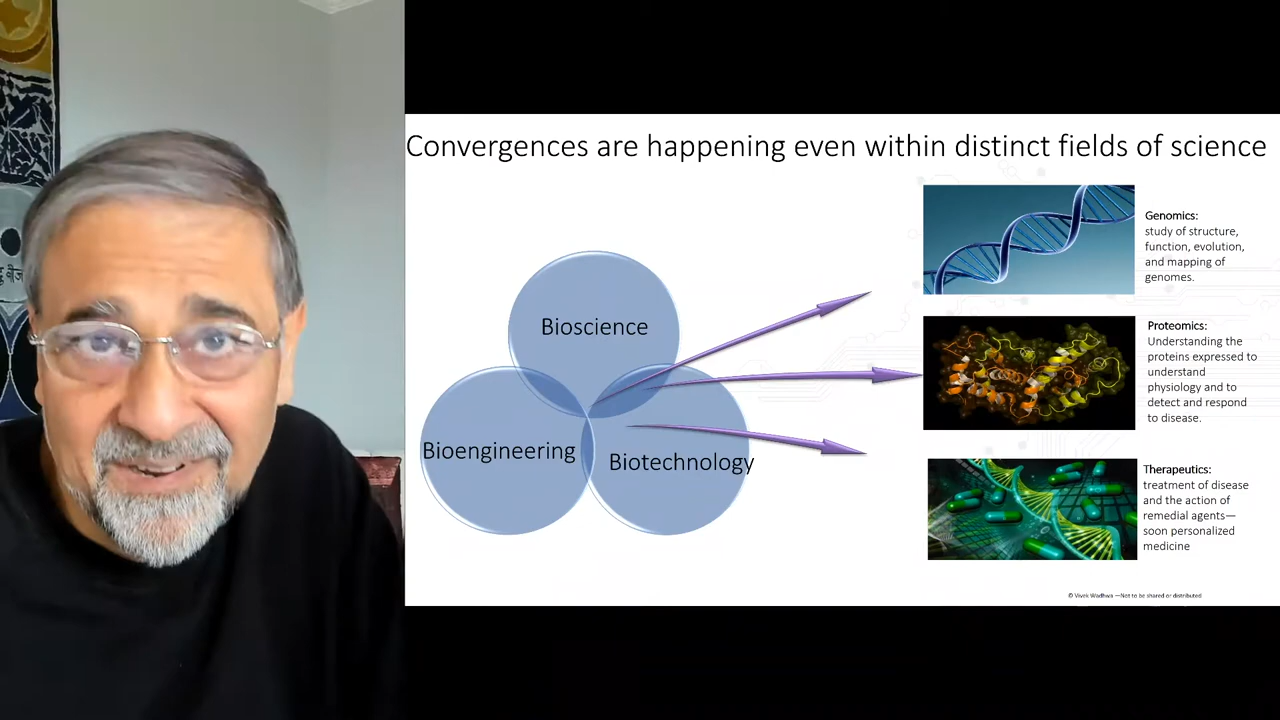 Convergences are happening even within distinct fields of science
Bioscience
Bioengineering
Biotechnology
Genomics:
study of structure,
function, evolution,
and mapping of
genomes.
Proteomics:
Understanding the
proteins expressed to
understand
physiology and to
detect and respond
to disease.
Therapeutics:
treatment of disease
and the action of
remedial agents—
soon personalized
medicine
© Vivek Wadhwa —Not to be shared or distributed